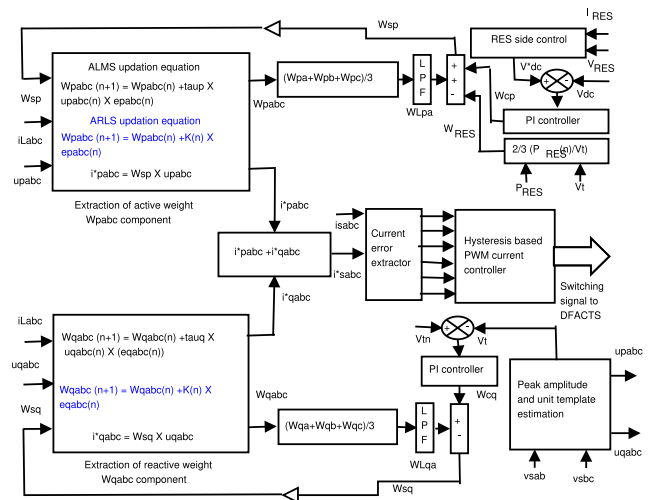 Wsp
I RES
RES side control
VRES
V*dc
+
-
Vdc
PI controller
2/3 (P RES (n)/Vt)
PRES
Vt
Wcp
WRES
+
+
-
L
P
F
WLpa
(Wpa+Wpb+Wpc)/3
Wpabc
ALMS updation equation
Wpabc (n+1) = Wpabc(n) +taup X
upabc(n) X epabc(n)
ARLS updation equation
Wpabc (n+1) = Wpabc(n) +K(n) X
epabc(n)
i*pabc = Wsp X upabc
Wsp
iLabc
upabc
Extraction of active weight
Wpabc component
i*pabc
i*pabc +i*qabc
i*qabc
isabc
i*sabc
Current
error
extractor
Hysteresis based
PWM current
controller
Switching
signal to
DFACTS
iLabc
uqabc
Wsq
Wqabc (n+1) = Wqabc(n) +tauq X
uqabc(n) X (eqabc(n))
Wqabc (n+1) = Wqabc(n) +K(n) X
eqabc(n)
i*qabc = Wsq X uqabc
Extraction of reactive weight
Wqabc component
Wqabc
(Wqa+Wqb+Wqc)/3
L
P
F
WLqa
+
-
Wcq
PI controller
Vtn
+
-
Vt
Peak amplitude
and unit template
estimation
upabc
uqabc
vsab
vsbc
Wsq